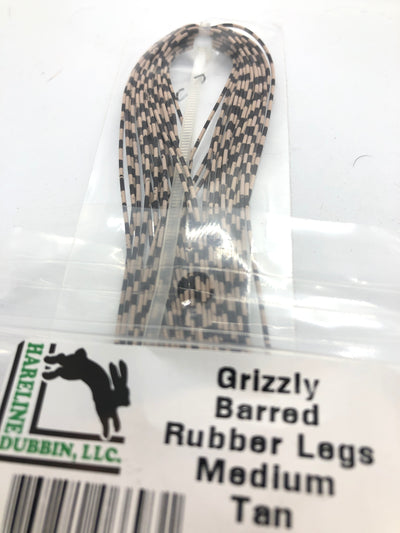 HARELINE
DUBBIN, LLC.
Grizzly
Barred
Rubber Legs
Medium
Tan